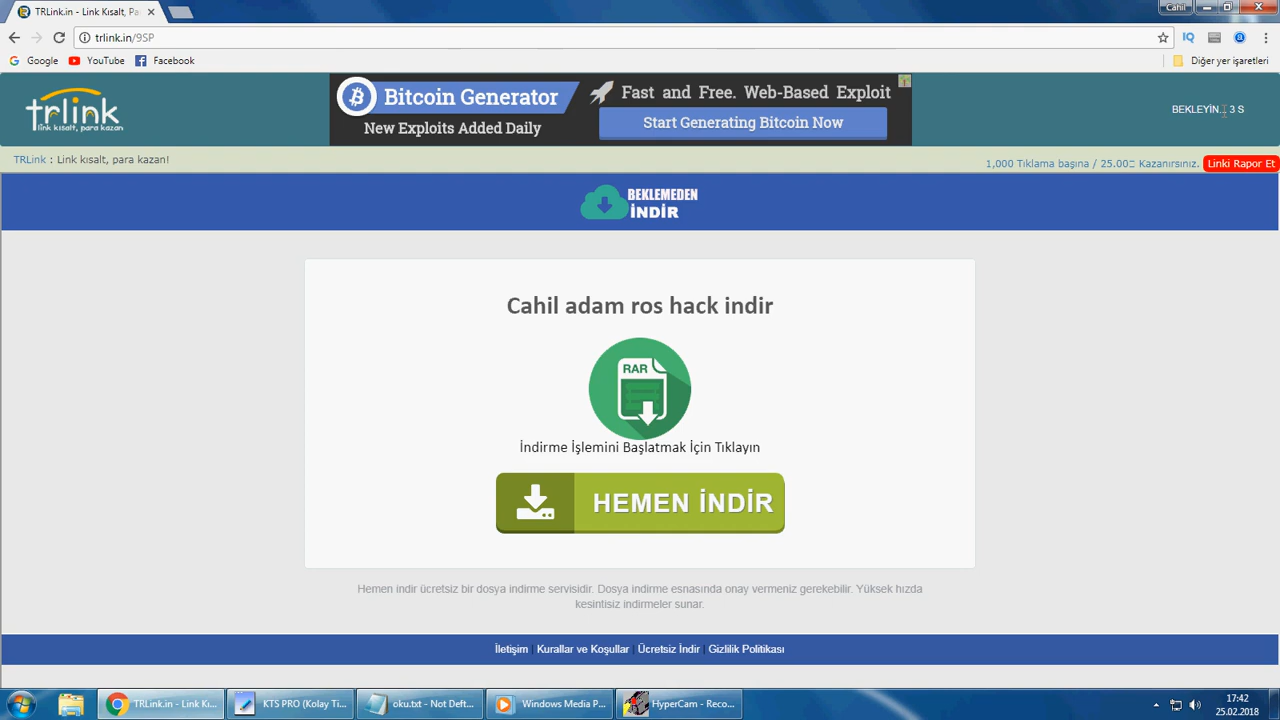 TRLink.in - Link Kısalt, Pa
Cahil
trlink.in/9SP
Google
YouTube
Facebook
Diğer yer işaretleri
trlink
link kısalt, para kazan
Bitcoin Generator
New Exploits Added Daily
Fast and Free. Web-Based Exploit
Start Generating Bitcoin Now
BEKLEYİN... 3 S
TRLink : Link kısalt, para kazan!
1,000 Tıklama başına / 25.00 Kazanırsınız.
Linki Rapor Et
BEKLEMEDEN
İNDİR
Cahil adam ros hack indir
RAR
İndirme İşlemini Başlatmak İçin Tıklayın
HEMEN İNDİR
Hemen indir ücretsiz bir dosya indirme servisidir. Dosya indirme esnasında onay vermeniz gerekebilir. Yüksek hızda
kesintisiz indirmeler sunar.
İletişim | Kurallar ve Koşullar | Ücretsiz İndir | Gizlilik Politikası
TRLink.in - Link Kı...
KTS PRO (Kolay Ti...
oku.txt - Not Deft...
Windows Media P...
HyperCam - Reco...
17:42
25.02.2018